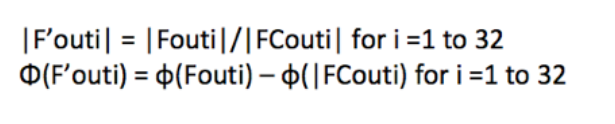 |F’outi| = |Fouti|/|FCouti| for i =1 to 32
Φ(F’outi) = ϕ(Fouti) – ϕ(|FCouti) for i =1 to 32